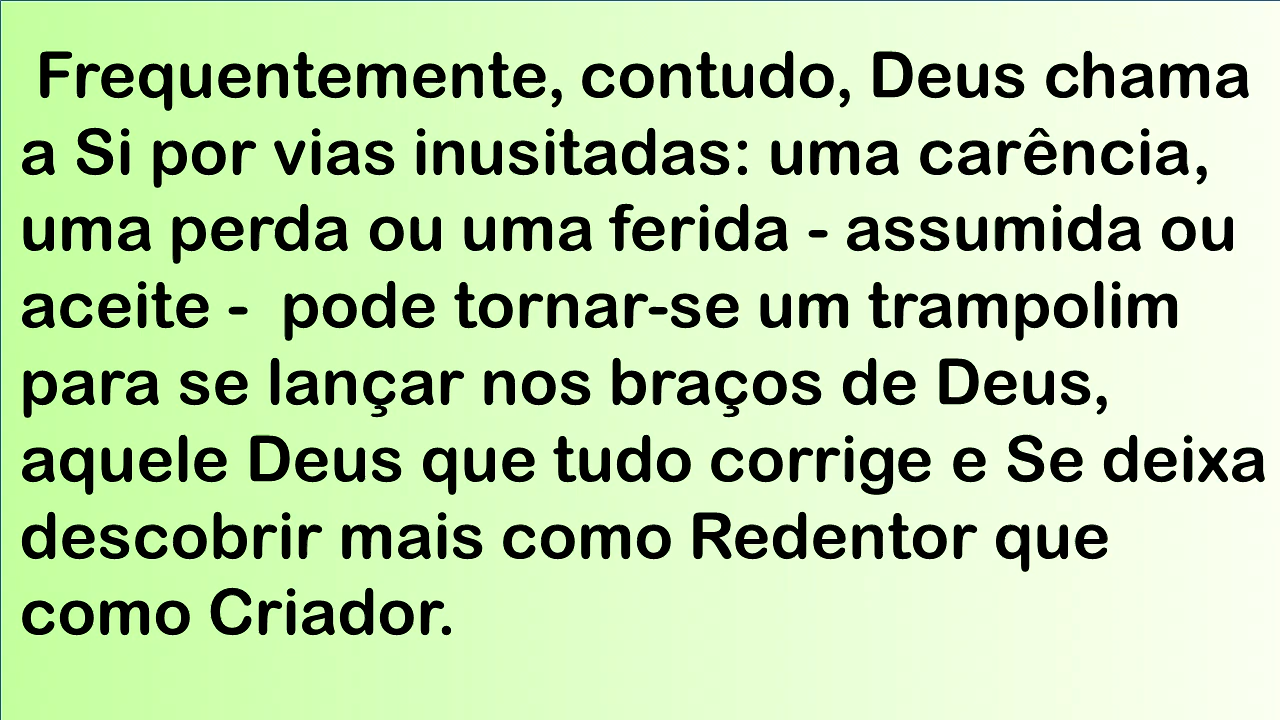 Frequentemente, contudo, Deus chama
a Si por vias inusitadas: uma carência,
uma perda ou uma ferida - assumida ou
aceite -  pode tornar-se um trampolim
para se lançar nos braços de Deus,
aquele Deus que tudo corrige e Se deixa
descobrir mais como Redentor que
como Criador.